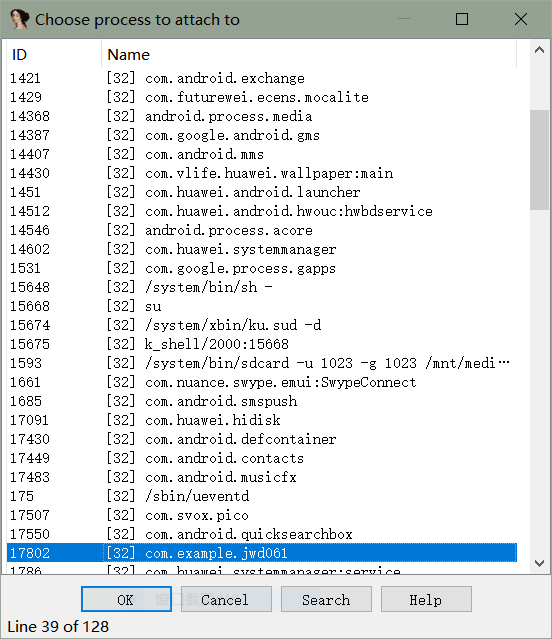 Choose process to attach to
ID Name
1421 [32] com.android.exchange
1429 [32] com.futurewei.ecens.mocalite
14368 [32] android.process.media
14387 [32] com.google.android.gms
14407 [32] com.android.mms
14430 [32] com.vlife.huawei.wallpaper:main
1451 [32] com.huawei.android.launcher
14512 [32] com.huawei.android.hwouc:hwbdservice
14546 [32] android.process.acore
14602 [32] com.huawei.systemmanager
1531 [32] com.google.process.gapps
15648 [32] /system/bin/sh -
15668 [32] su
15674 [32] /system/xbin/ku.sud -d
15675 [32] k_shell/2000:15668
1593 [32] /system/bin/sdcard -u 1023 -g 1023 /mnt/medi…
1661 [32] com.nuance.swype.emui:SwypeConnect
1685 [32] com.android.smspush
17091 [32] com.huawei.hidisk
17430 [32] com.android.defcontainer
17449 [32] com.android.contacts
17483 [32] com.android.musicfx
175 [32] /sbin/ueventd
17507 [32] com.svox.pico
17550 [32] com.android.quicksearchbox
17802 [32] com.example.jwd061
1786 [32] com.huawei.systemmanager:service
OK Cancel Search Help
Line 39 of 128